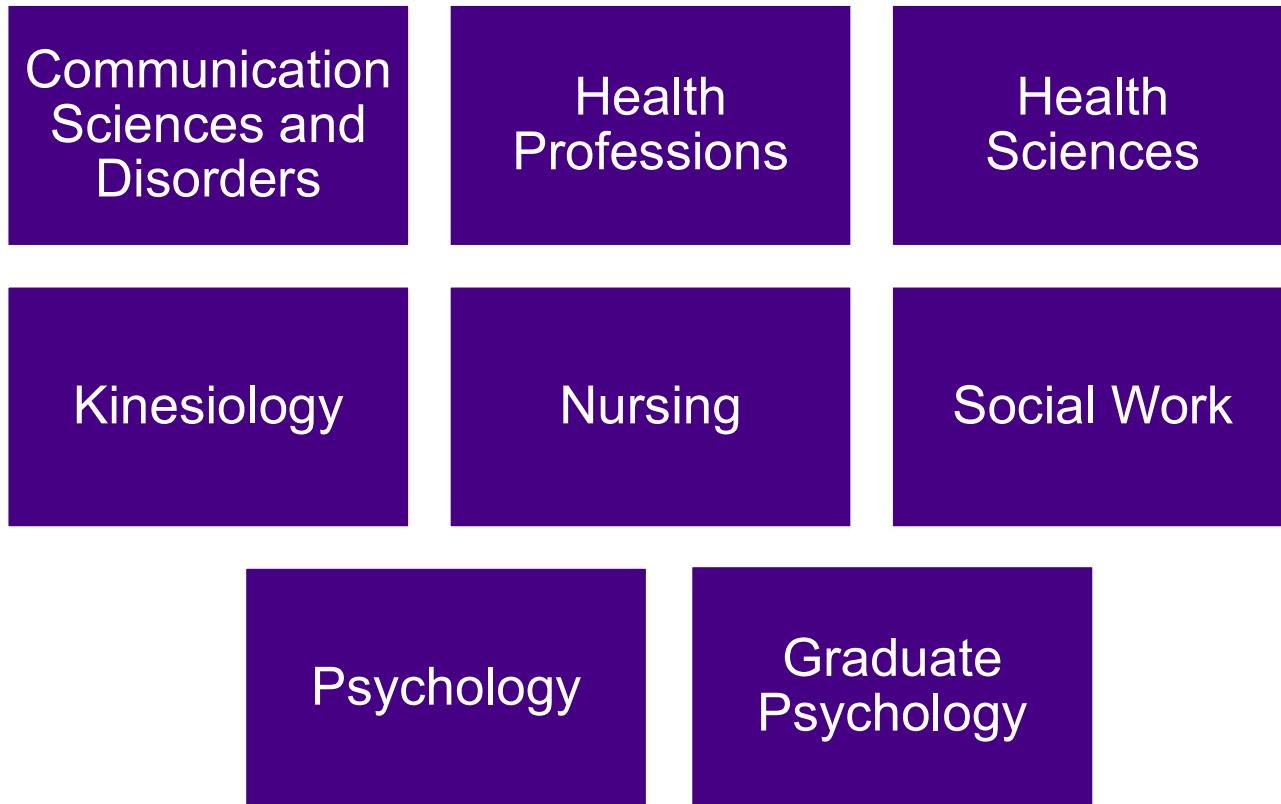 Communication
Sciences and
Disorders
Health
Professions
Health
Sciences
Kinesiology
Nursing
Social Work
Psychology
Graduate
Psychology